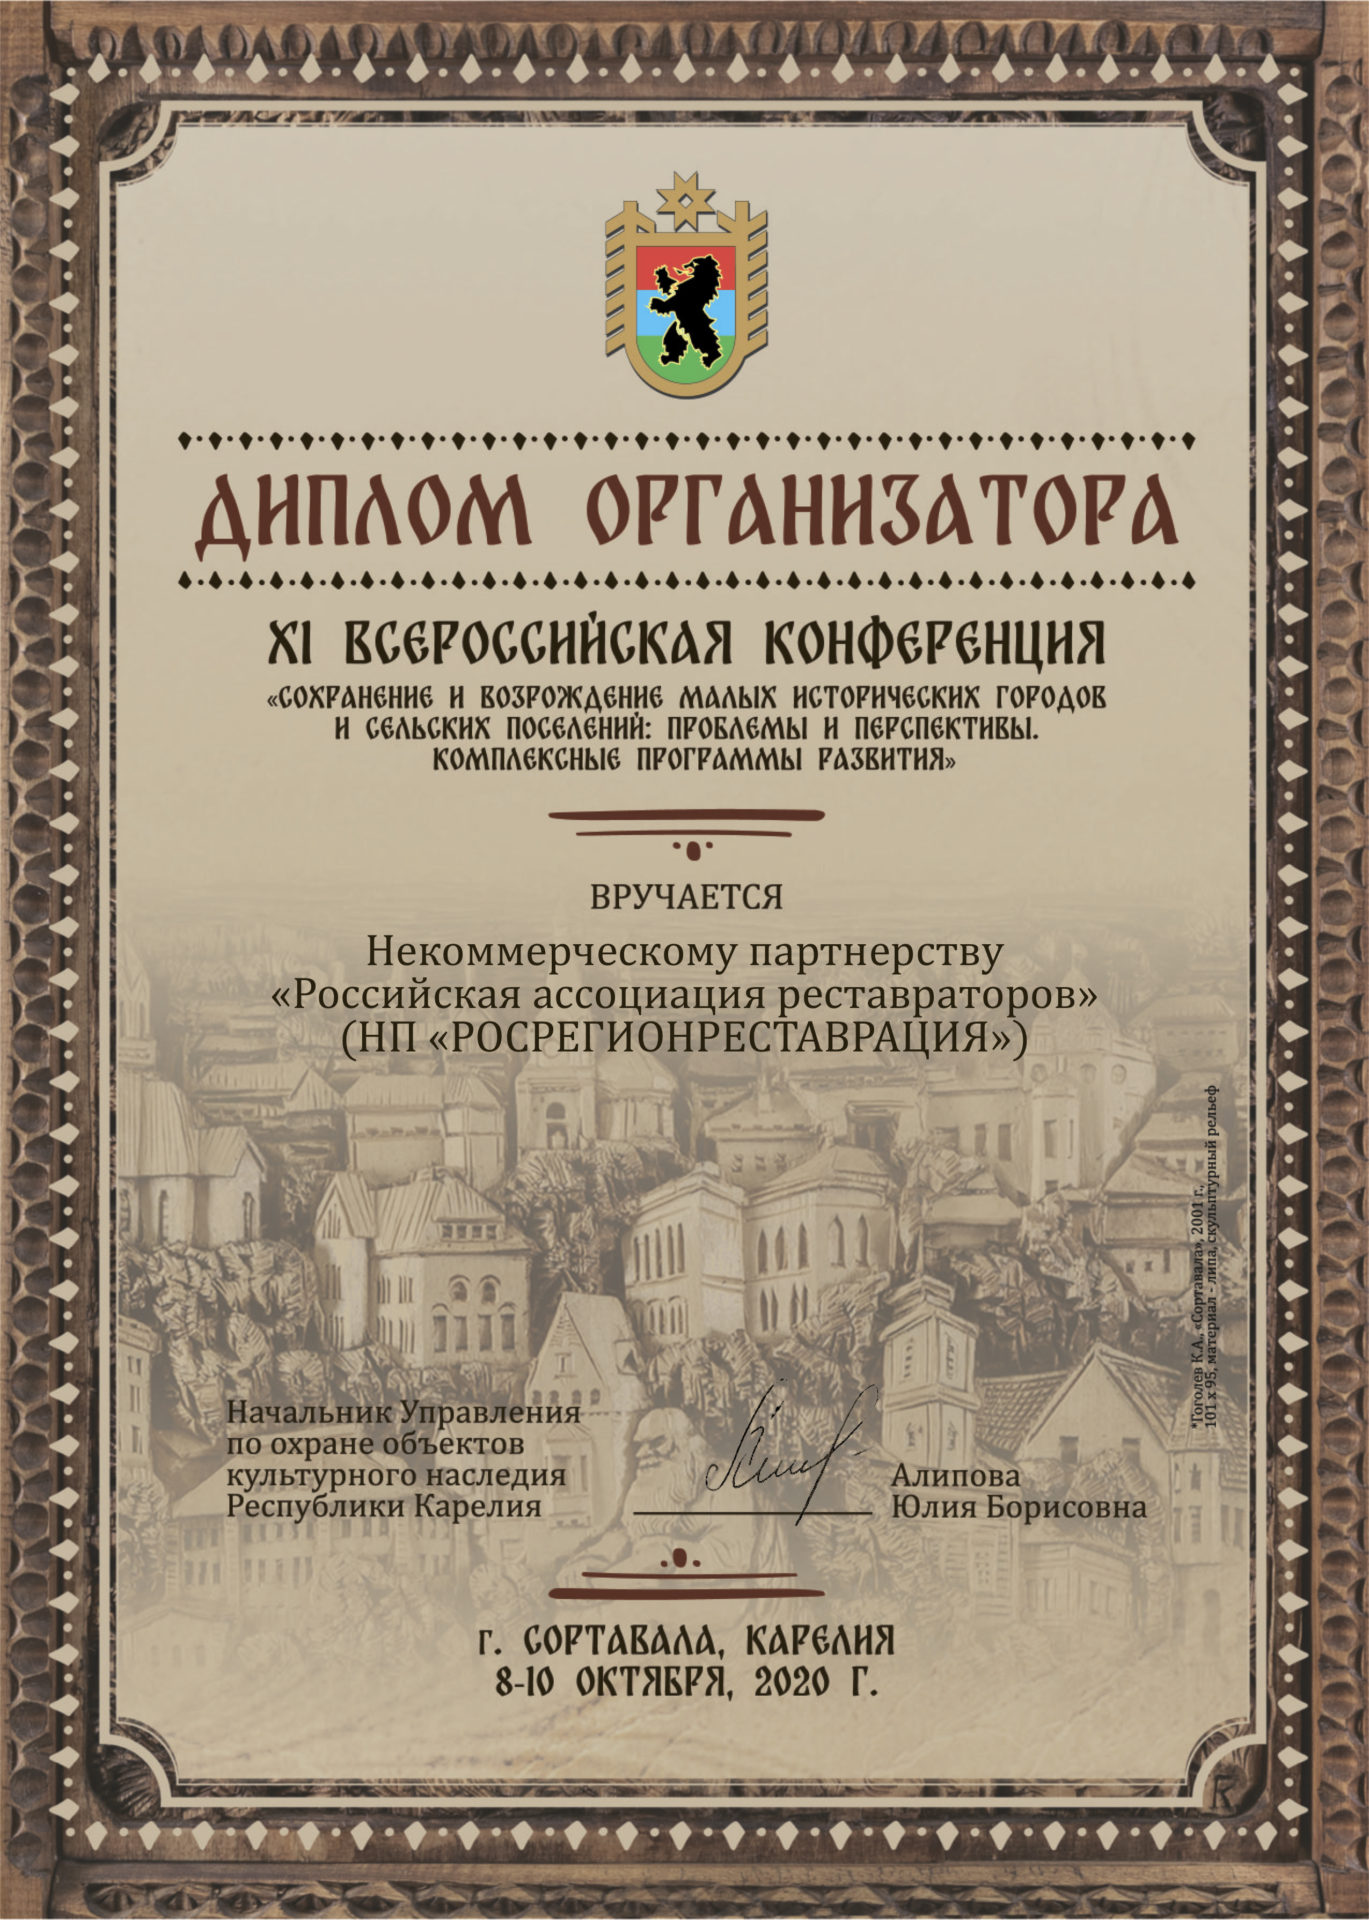 ДИПЛОМ ОРГАНИЗАТОРА
XI ВСЕРОССИЙСКАЯ КОНФЕРЕНЦИЯ
«СОХРАНЕНИЕ И ВОЗРОЖДЕНИЕ МАЛЫХ ИСТОРИЧЕСКИХ ГОРОДОВ
И СЕЛЬСКИХ ПОСЕЛЕНИЙ: ПРОБЛЕМЫ И ПЕРСПЕКТИВЫ.
КОМПЛЕКСНЫЕ ПРОГРАММЫ РАЗВИТИЯ»
ВРУЧАЕТСЯ
Некоммерческому партнерству
«Российская ассоциация реставраторов»
(НП «РОСРЕГИОНРЕСТАВРАЦИЯ»)
*Гоголев К.А., «Сортавала», 2001 г.,
101 х 95, материал - липа, скульптурный рельеф
Начальник Управления
по охране объектов
культурного наследия
Республики Карелия
Алипова
Юлия Борисовна
г. СОРТАВАЛА, КАРЕЛИЯ
8-10 ОКТЯБРЯ, 2020 Г.